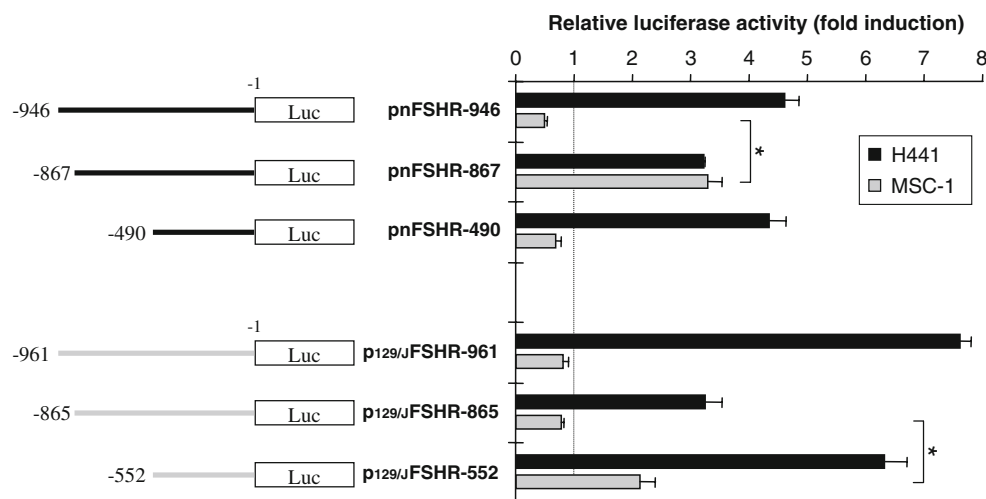 Relative luciferase activity (fold induction)
0 1 2 3 4 5 6 7 8
-1
-946 Luc pnFSHR-946
-867 Luc pnFSHR-867
-490 Luc pnFSHR-490
*
H441
MSC-1
-1
-961 Luc p129/JFSHR-961
-865 Luc p129/JFSHR-865
-552 Luc p129/JFSHR-552
*